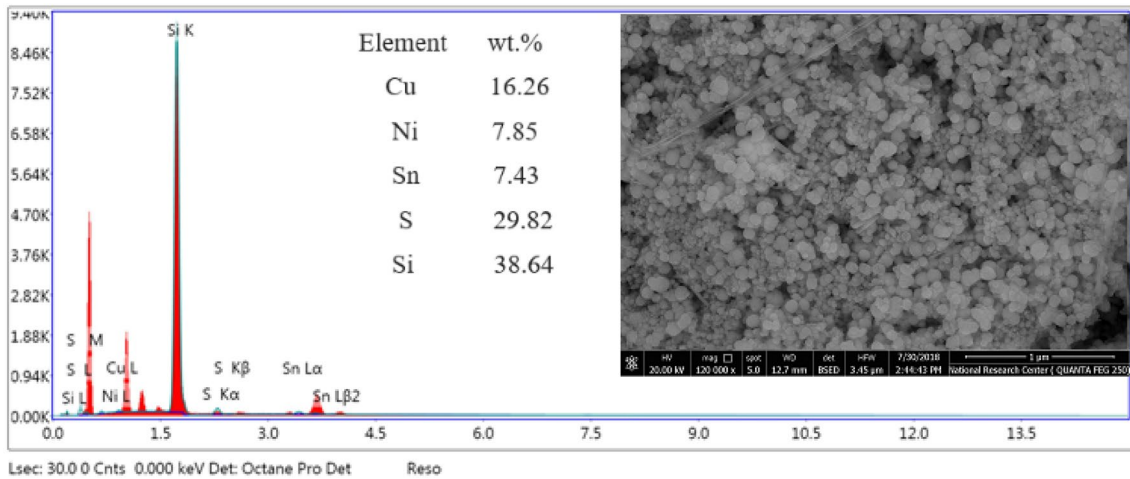 9.40K
8.46K
7.52K
6.58K
5.64K
4.70K
3.76K
2.82K
1.88K
0.94K
0.00K
Si K
S M
S L Cu L S Kβ Sn Lα
Si L Ni L S Kα Sn Lβ2
0.0 1.5 3.0 4.5 6.0 7.5 9.0 10.5 12.0 13.5
Lsec: 30.0 0 Cnts 0.000 keV Det: Octane Pro Det Reso
Element wt.%
Cu 16.26
Ni 7.85
Sn 7.43
S 29.82
Si 38.64
HV mag spot WD det HFW 7/30/2018 1 µm
20.00 kV 120 000 x 5.0 12.7 mm BSED 3.45 µm 2:44:43 PM National Research Center ( QUANTA FEG 250)